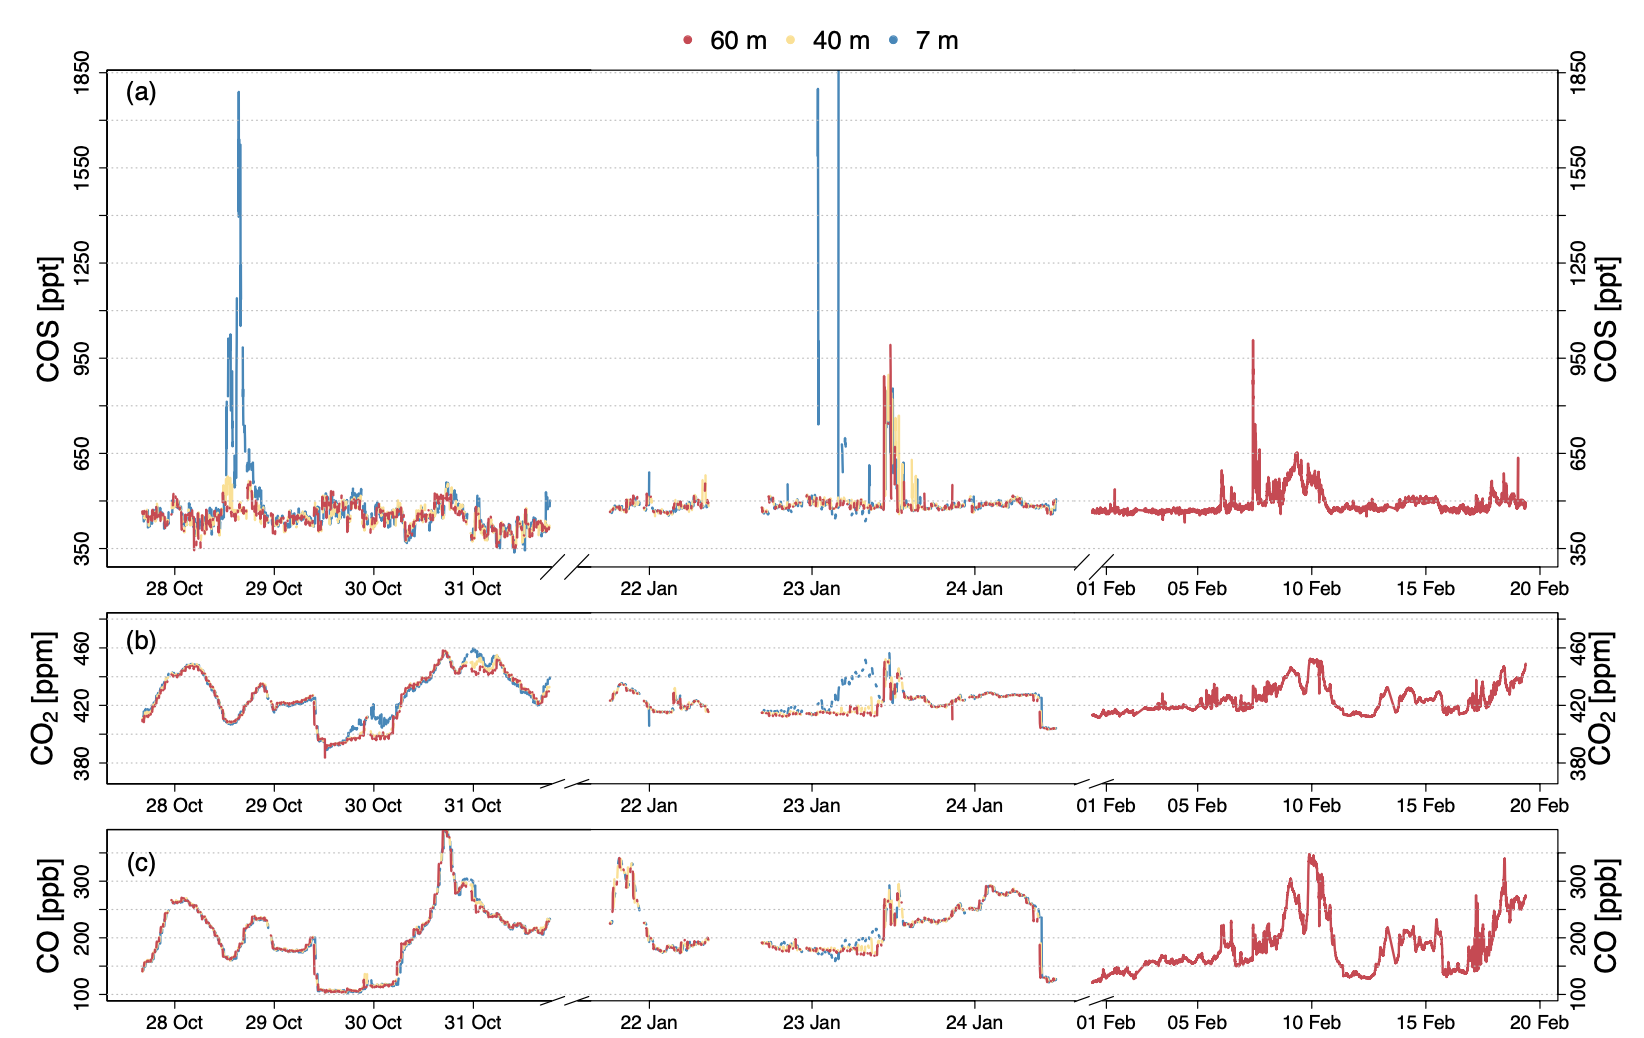 60 m 40 m 7 m
(a)
COS [ppt]
1850
1550
1250
950
650
350
1850
1550
1250
950
650
350
COS [ppt]
28 Oct 29 Oct 30 Oct 31 Oct 22 Jan 23 Jan 24 Jan 01 Feb 05 Feb 10 Feb 15 Feb 20 Feb
(b)
CO2 [ppm]
460
420
380
460
420
380
CO2 [ppm]
28 Oct 29 Oct 30 Oct 31 Oct 22 Jan 23 Jan 24 Jan 01 Feb 05 Feb 10 Feb 15 Feb 20 Feb
(c)
CO [ppb]
300
200
100
300
200
100
CO [ppb]
28 Oct 29 Oct 30 Oct 31 Oct 22 Jan 23 Jan 24 Jan 01 Feb 05 Feb 10 Feb 15 Feb 20 Feb